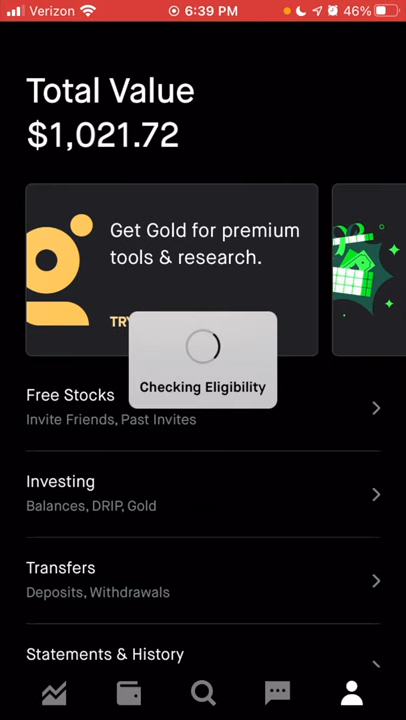 Verizon 6:39 PM 46%
Total Value
$1,021.72
Get Gold for premium
tools & research.
TRY
Checking Eligibility
Free Stocks
Invite Friends, Past Invites
Investing
Balances, DRIP, Gold
Transfers
Deposits, Withdrawals
Statements & History